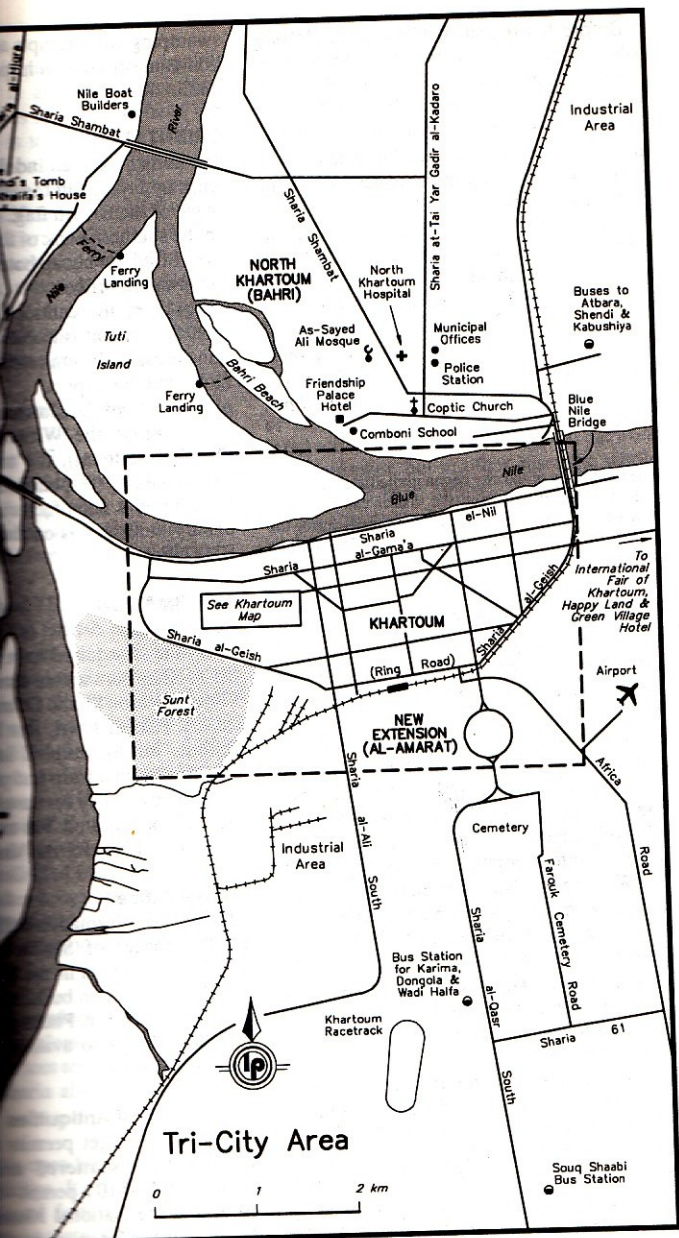 Nile Boat
Builders
Sharia Shambat
River
Industrial
Area
Sharia Shambat
Sharia at-Tai Yar Gadir al-Kadaro
Tomb
House
Ferry
Nile
Ferry
Landing
NORTH
KHARTOUM
(BAHRI)
North
Khartoum
Hospital
Buses to
Atbara,
Shendi &
Kabushiya
Tuti
Island
As-Sayed
Ali Mosque
Municipal
Offices
Police
Station
Ferry
Landing
Bahri Beach
Friendship
Palace
Hotel
Coptic Church
Comboni School
Blue
Nile
Bridge
Blue
Nile
Sharia
el-Nil
Sharia
al-Gama'a
See Khartoum
Map
KHARTOUM
Sharia
al-Geish
To
International
Fair of
Khartoum,
Happy Land &
Green Village
Hotel
Sharia al-Geish
(Ring Road)
Airport
Sunt
Forest
NEW
EXTENSION
(AL-AMARAT)
Sharia
al-Ali
South
Africa
Road
Industrial
Area
Cemetery
Farouk
Cemetery
Road
Bus Station
for Karima,
Dongola &
Wadi Halfa
Sharia
al-Qasr
South
Khartoum
Racetrack
Sharia 61
lp
Tri-City Area
0 1 2 km
Souq Shaabi
Bus Station